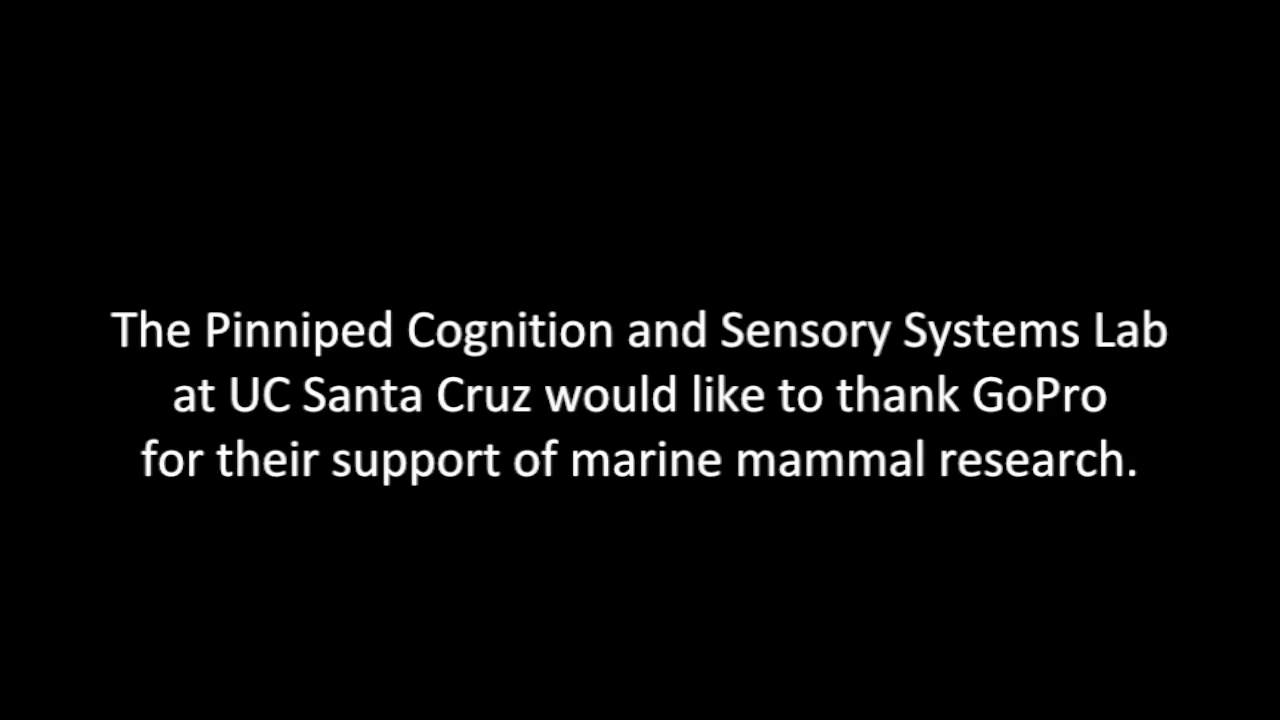 The Pinniped Cognition and Sensory Systems Lab
at UC Santa Cruz would like to thank GoPro
for their support of marine mammal research.